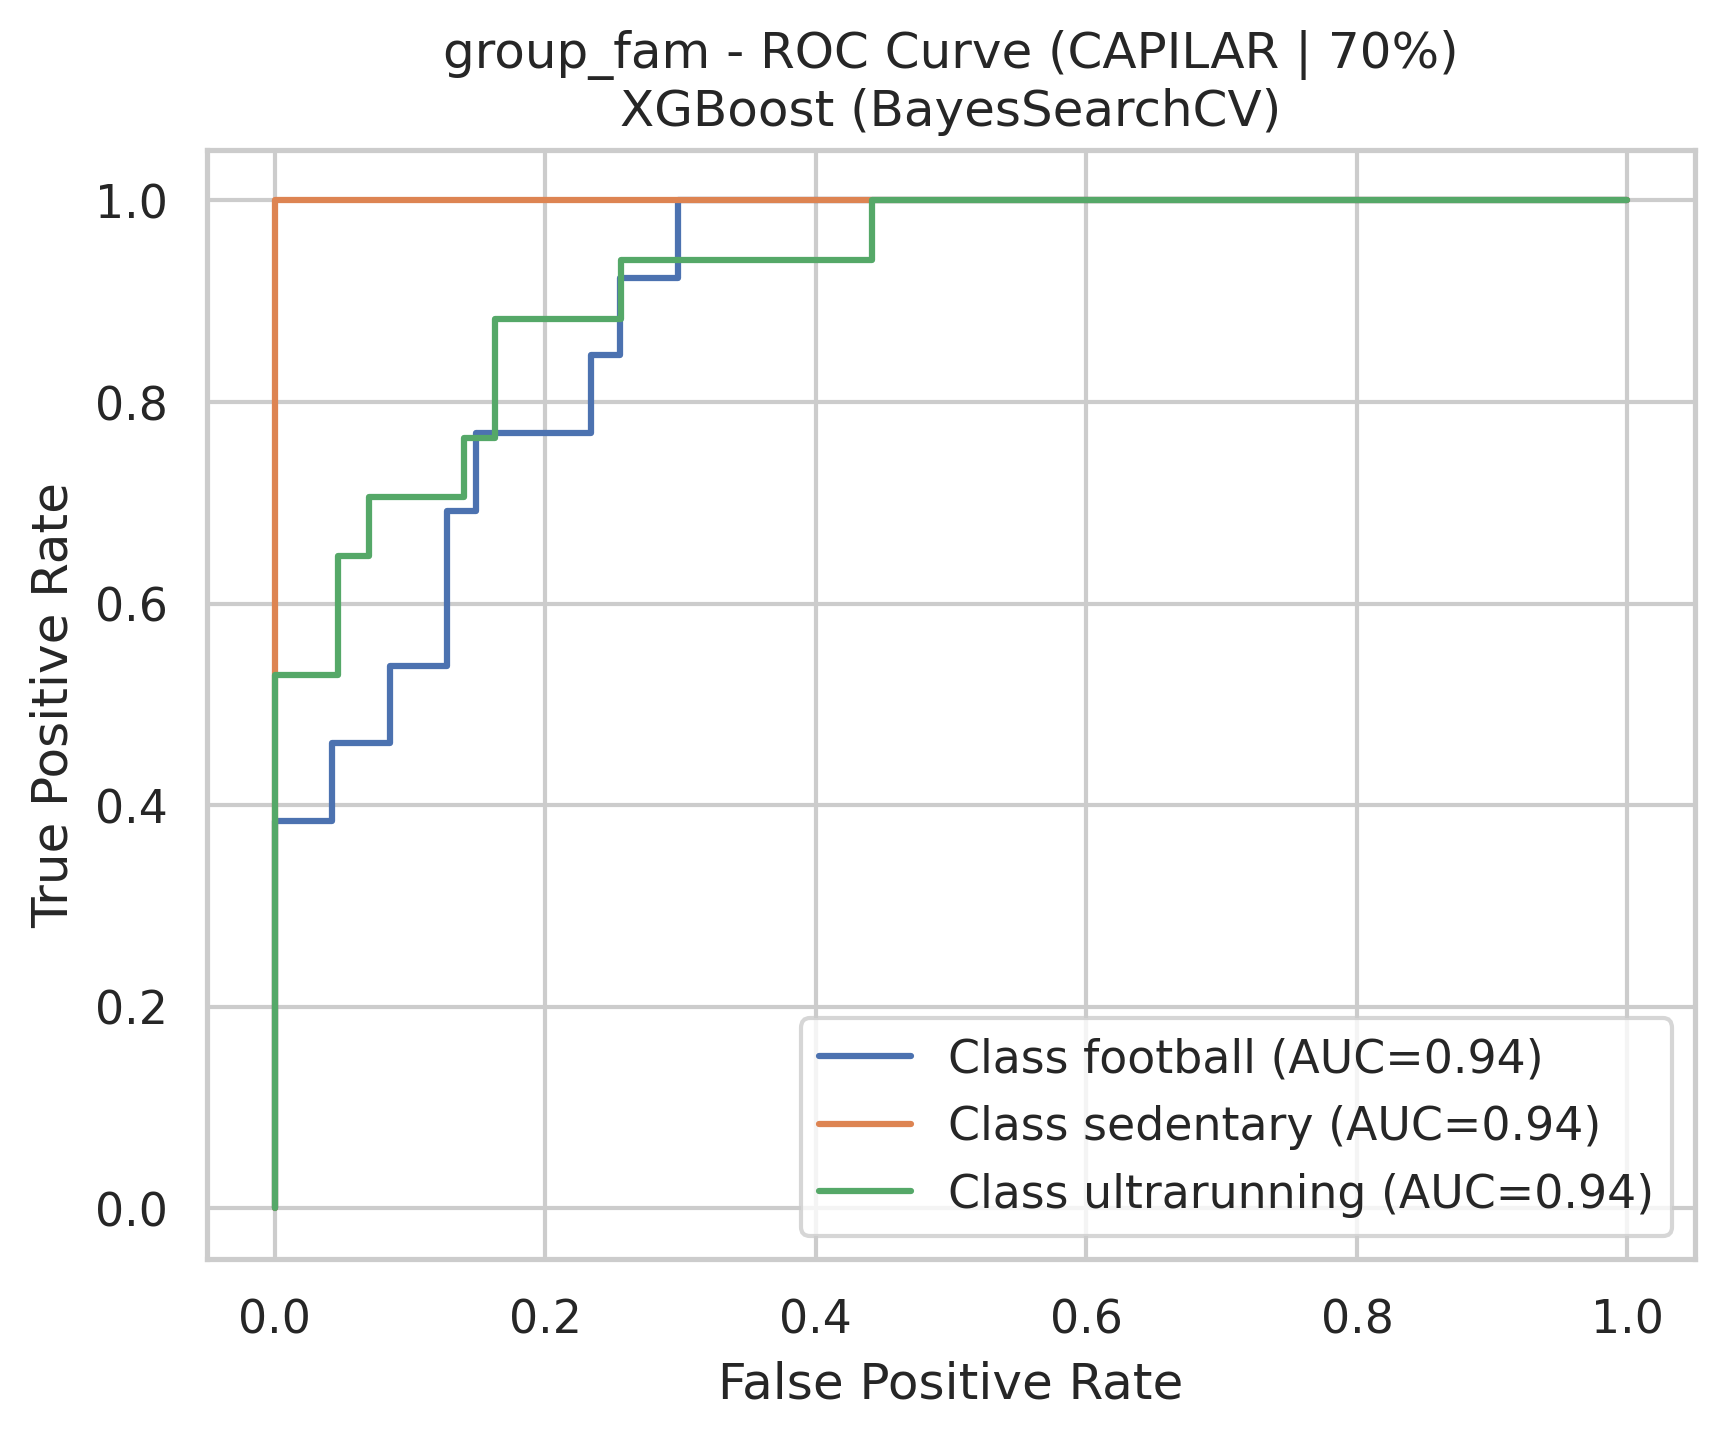 group_fam - ROC Curve (CAPILAR | 70%)
XGBoost (BayesSearchCV)
True Positive Rate
1.0
0.8
0.6
0.4
0.2
0.0
Class football (AUC=0.94)
Class sedentary (AUC=0.94)
Class ultrarunning (AUC=0.94)
0.0 0.2 0.4 0.6 0.8 1.0
False Positive Rate